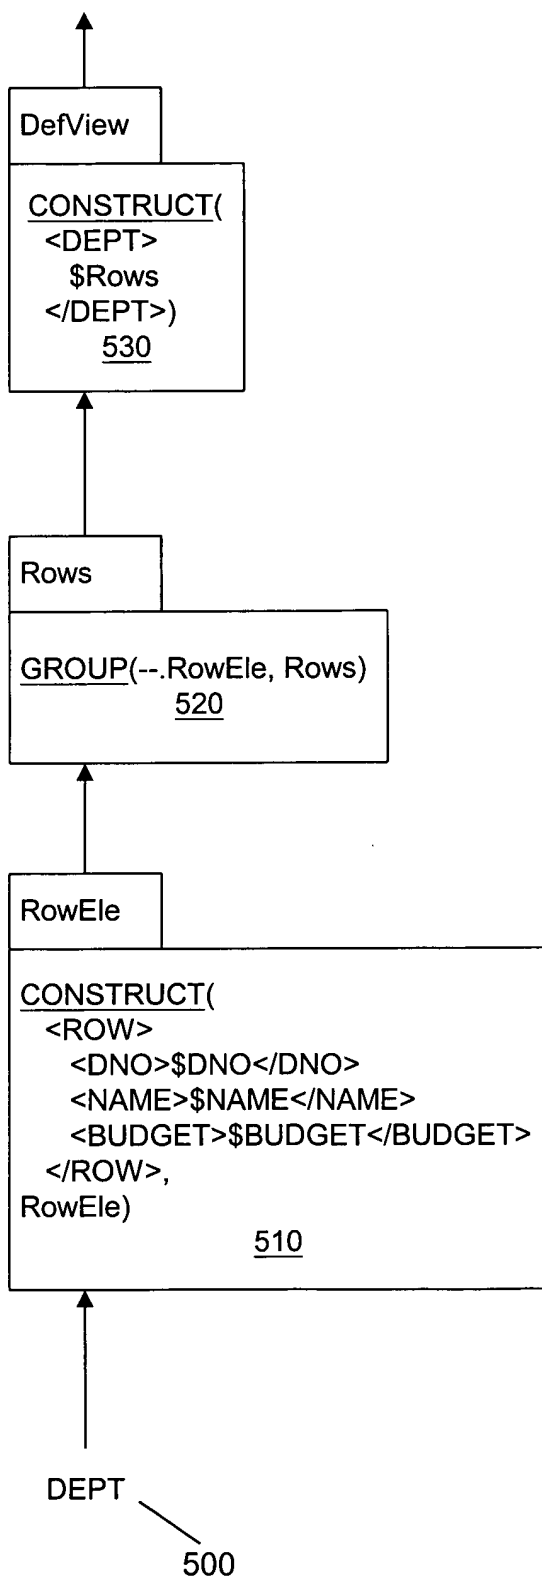 DefView
CONSTRUCT(
<DEPT>
$Rows
</DEPT>)
530
Rows
GROUP(--.RowEle, Rows)
520
RowEle
CONSTRUCT(
<ROW>
<DNO>$DNO</DNO>
<NAME>$NAME</NAME>
<BUDGET>$BUDGET</BUDGET>
</ROW>,
RowEle)
510
DEPT
500